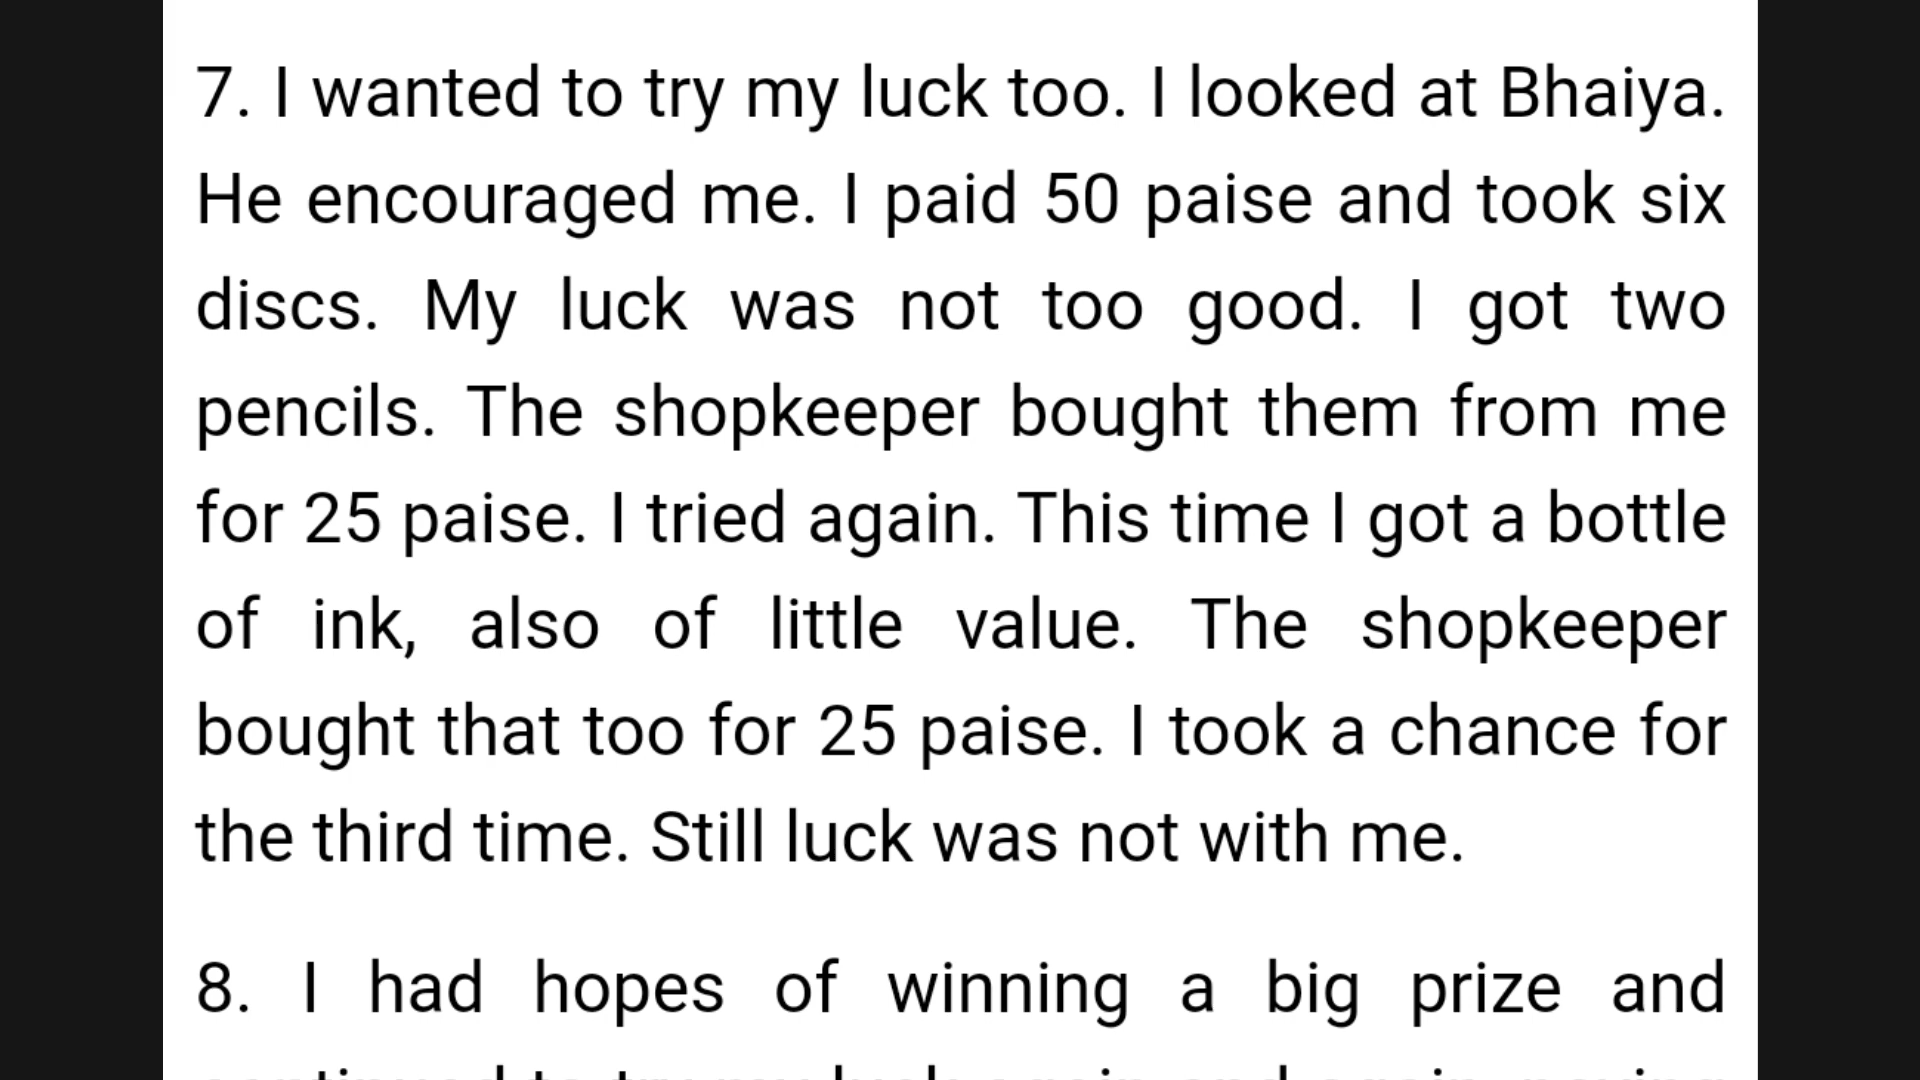 7. I wanted to try my luck too. I looked at Bhaiya.
He encouraged me. I paid 50 paise and took six
discs. My luck was not too good. I got two
pencils. The shopkeeper bought them from me
for 25 paise. I tried again. This time I got a bottle
of ink, also of little value. The shopkeeper
bought that too for 25 paise. I took a chance for
the third time. Still luck was not with me.
8. I had hopes of winning a big prize and